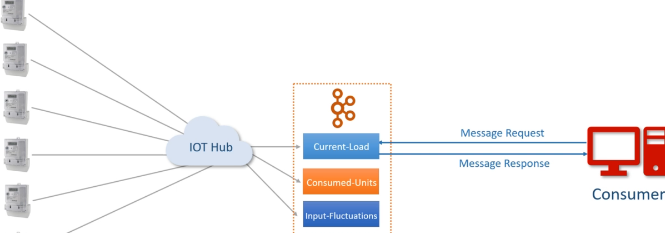 Message Request
IOT Hub
Current-Load
Message Response
Consumed-Units
Consumer
Input-Fluctuations